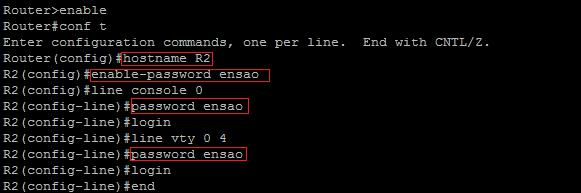 Router>enable
Router#conf t
Enter configuration commands, one per line.  End with CNTL/Z.
Router(config)#hostname R2
R2(config)#enable-password ensao
R2(config)#line console 0
R2(config-line)#password ensao
R2(config-line)#login
R2(config-line)#line vty 0 4
R2(config-line)#password ensao
R2(config-line)#login
R2(config-line)#end